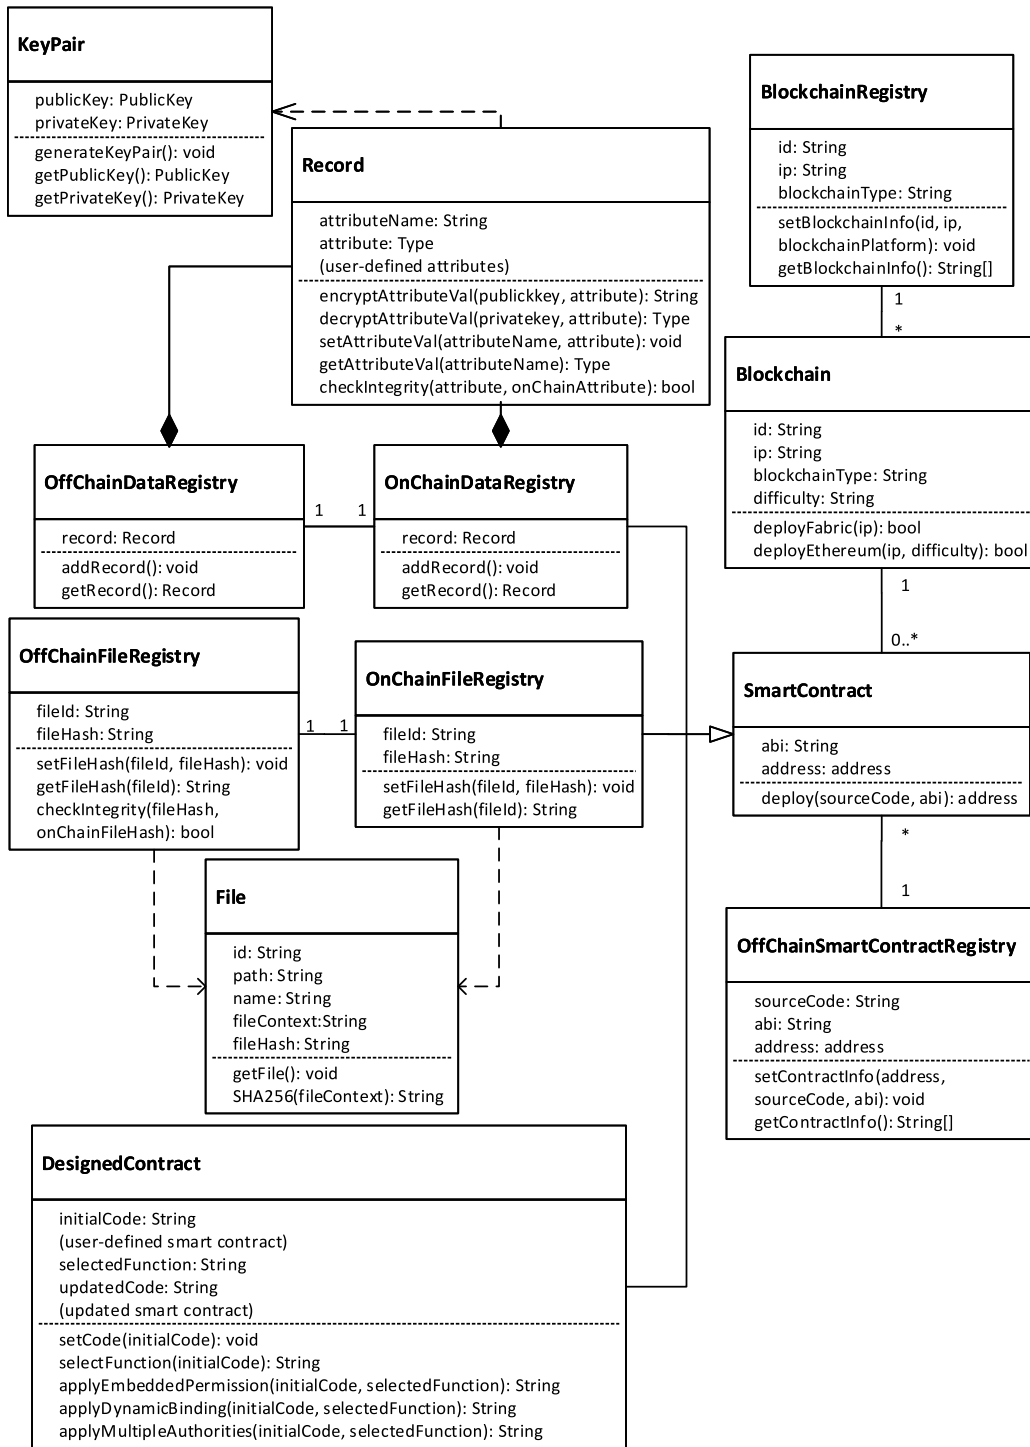 KeyPair
publicKey: PublicKey
privateKey: PrivateKey
generateKeyPair(): void
getPublicKey(): PublicKey
getPrivateKey(): PrivateKey
Record
attributeName: String
attribute: Type
(user-defined attributes)
encryptAttributeVal(publickkey, attribute): String
decryptAttributeVal(privatekey, attribute): Type
setAttributeVal(attributeName, attribute): void
getAttributeVal(attributeName): Type
checkIntegrity(attribute, onChainAttribute): bool
BlockchainRegistry
id: String
ip: String
blockchainType: String
setBlockchainInfo(id, ip,
blockchainPlatform): void
getBlockchainInfo(): String[]
1
*
Blockchain
id: String
ip: String
blockchainType: String
difficulty: String
deployFabric(ip): bool
deployEthereum(ip, difficulty): bool
1
0..*
OffChainDataRegistry
record: Record
addRecord(): void
getRecord(): Record
1
1
OnChainDataRegistry
record: Record
addRecord(): void
getRecord(): Record
OffChainFileRegistry
fileId: String
fileHash: String
setFileHash(fileId, fileHash): void
getFileHash(fileId): String
checkIntegrity(fileHash,
onChainFileHash): bool
1
1
OnChainFileRegistry
fileId: String
fileHash: String
setFileHash(fileId, fileHash): void
getFileHash(fileId): String
SmartContract
abi: String
address: address
deploy(sourceCode, abi): address
*
1
File
id: String
path: String
name: String
fileContext:String
fileHash: String
getFile(): void
SHA256(fileContext): String
OffChainSmartContractRegistry
sourceCode: String
abi: String
address: address
setContractInfo(address,
sourceCode, abi): void
getContractInfo(): String[]
DesignedContract
initialCode: String
(user-defined smart contract)
selectedFunction: String
updatedCode: String
(updated smart contract)
setCode(initialCode): void
selectFunction(initialCode): String
applyEmbeddedPermission(initialCode, selectedFunction): String
applyDynamicBinding(initialCode, selectedFunction): String
applyMultipleAuthorities(initialCode, selectedFunction): String